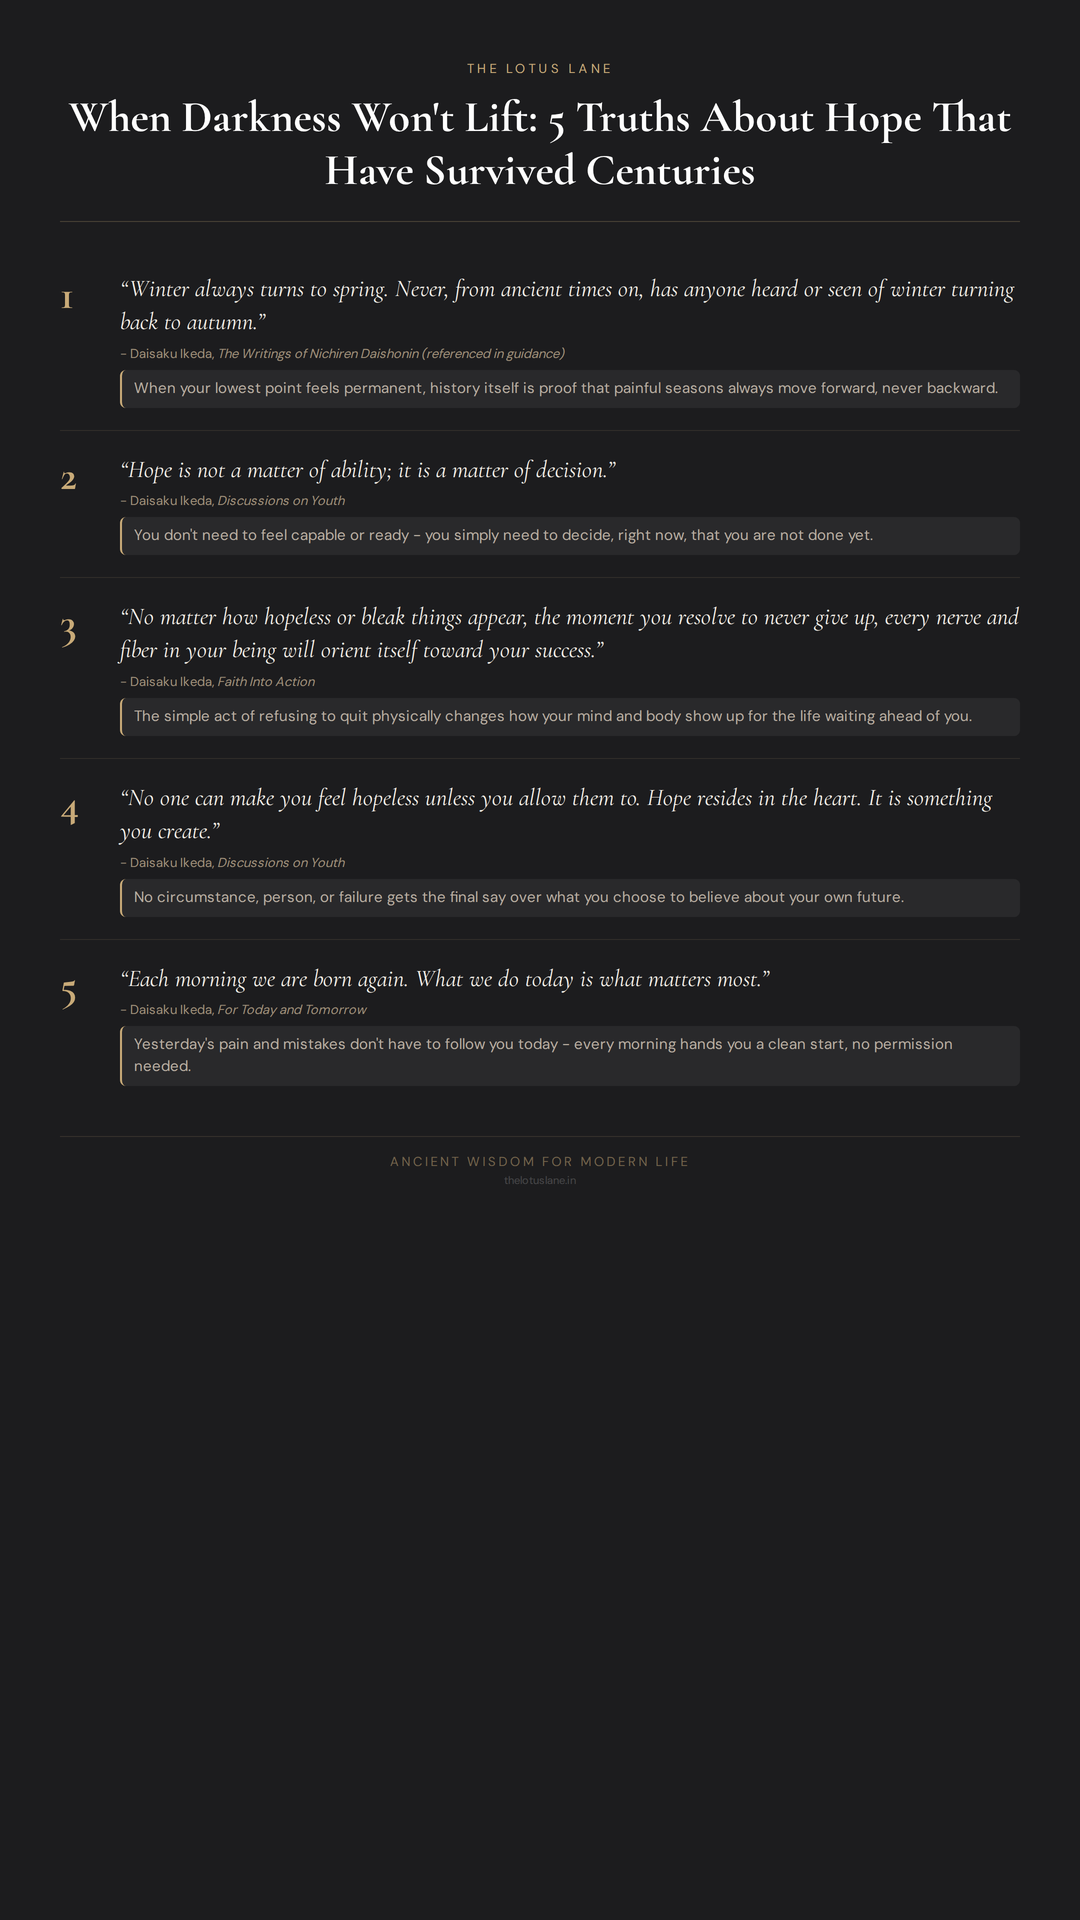 THE LOTUS LANE
When Darkness Won't Lift: 5 Truths About Hope That
Have Survived Centuries
1
“Winter always turns to spring. Never, from ancient times on, has anyone heard or seen of winter turning
back to autumn.”
– Daisaku Ikeda, The Writings of Nichiren Daishonin (referenced in guidance)
When your lowest point feels permanent, history itself is proof that painful seasons always move forward, never backward.
2
“Hope is not a matter of ability; it is a matter of decision.”
– Daisaku Ikeda, Discussions on Youth
You don't need to feel capable or ready – you simply need to decide, right now, that you are not done yet.
3
“No matter how hopeless or bleak things appear, the moment you resolve to never give up, every nerve and
fiber in your being will orient itself toward your success.”
– Daisaku Ikeda, Faith Into Action
The simple act of refusing to quit physically changes how your mind and body show up for the life waiting ahead of you.
4
“No one can make you feel hopeless unless you allow them to. Hope resides in the heart. It is something
you create.”
– Daisaku Ikeda, Discussions on Youth
No circumstance, person, or failure gets the final say over what you choose to believe about your own future.
5
“Each morning we are born again. What we do today is what matters most.”
– Daisaku Ikeda, For Today and Tomorrow
Yesterday's pain and mistakes don't have to follow you today – every morning hands you a clean start, no permission
needed.
ANCIENT WISDOM FOR MODERN LIFE
thelotuslane.in